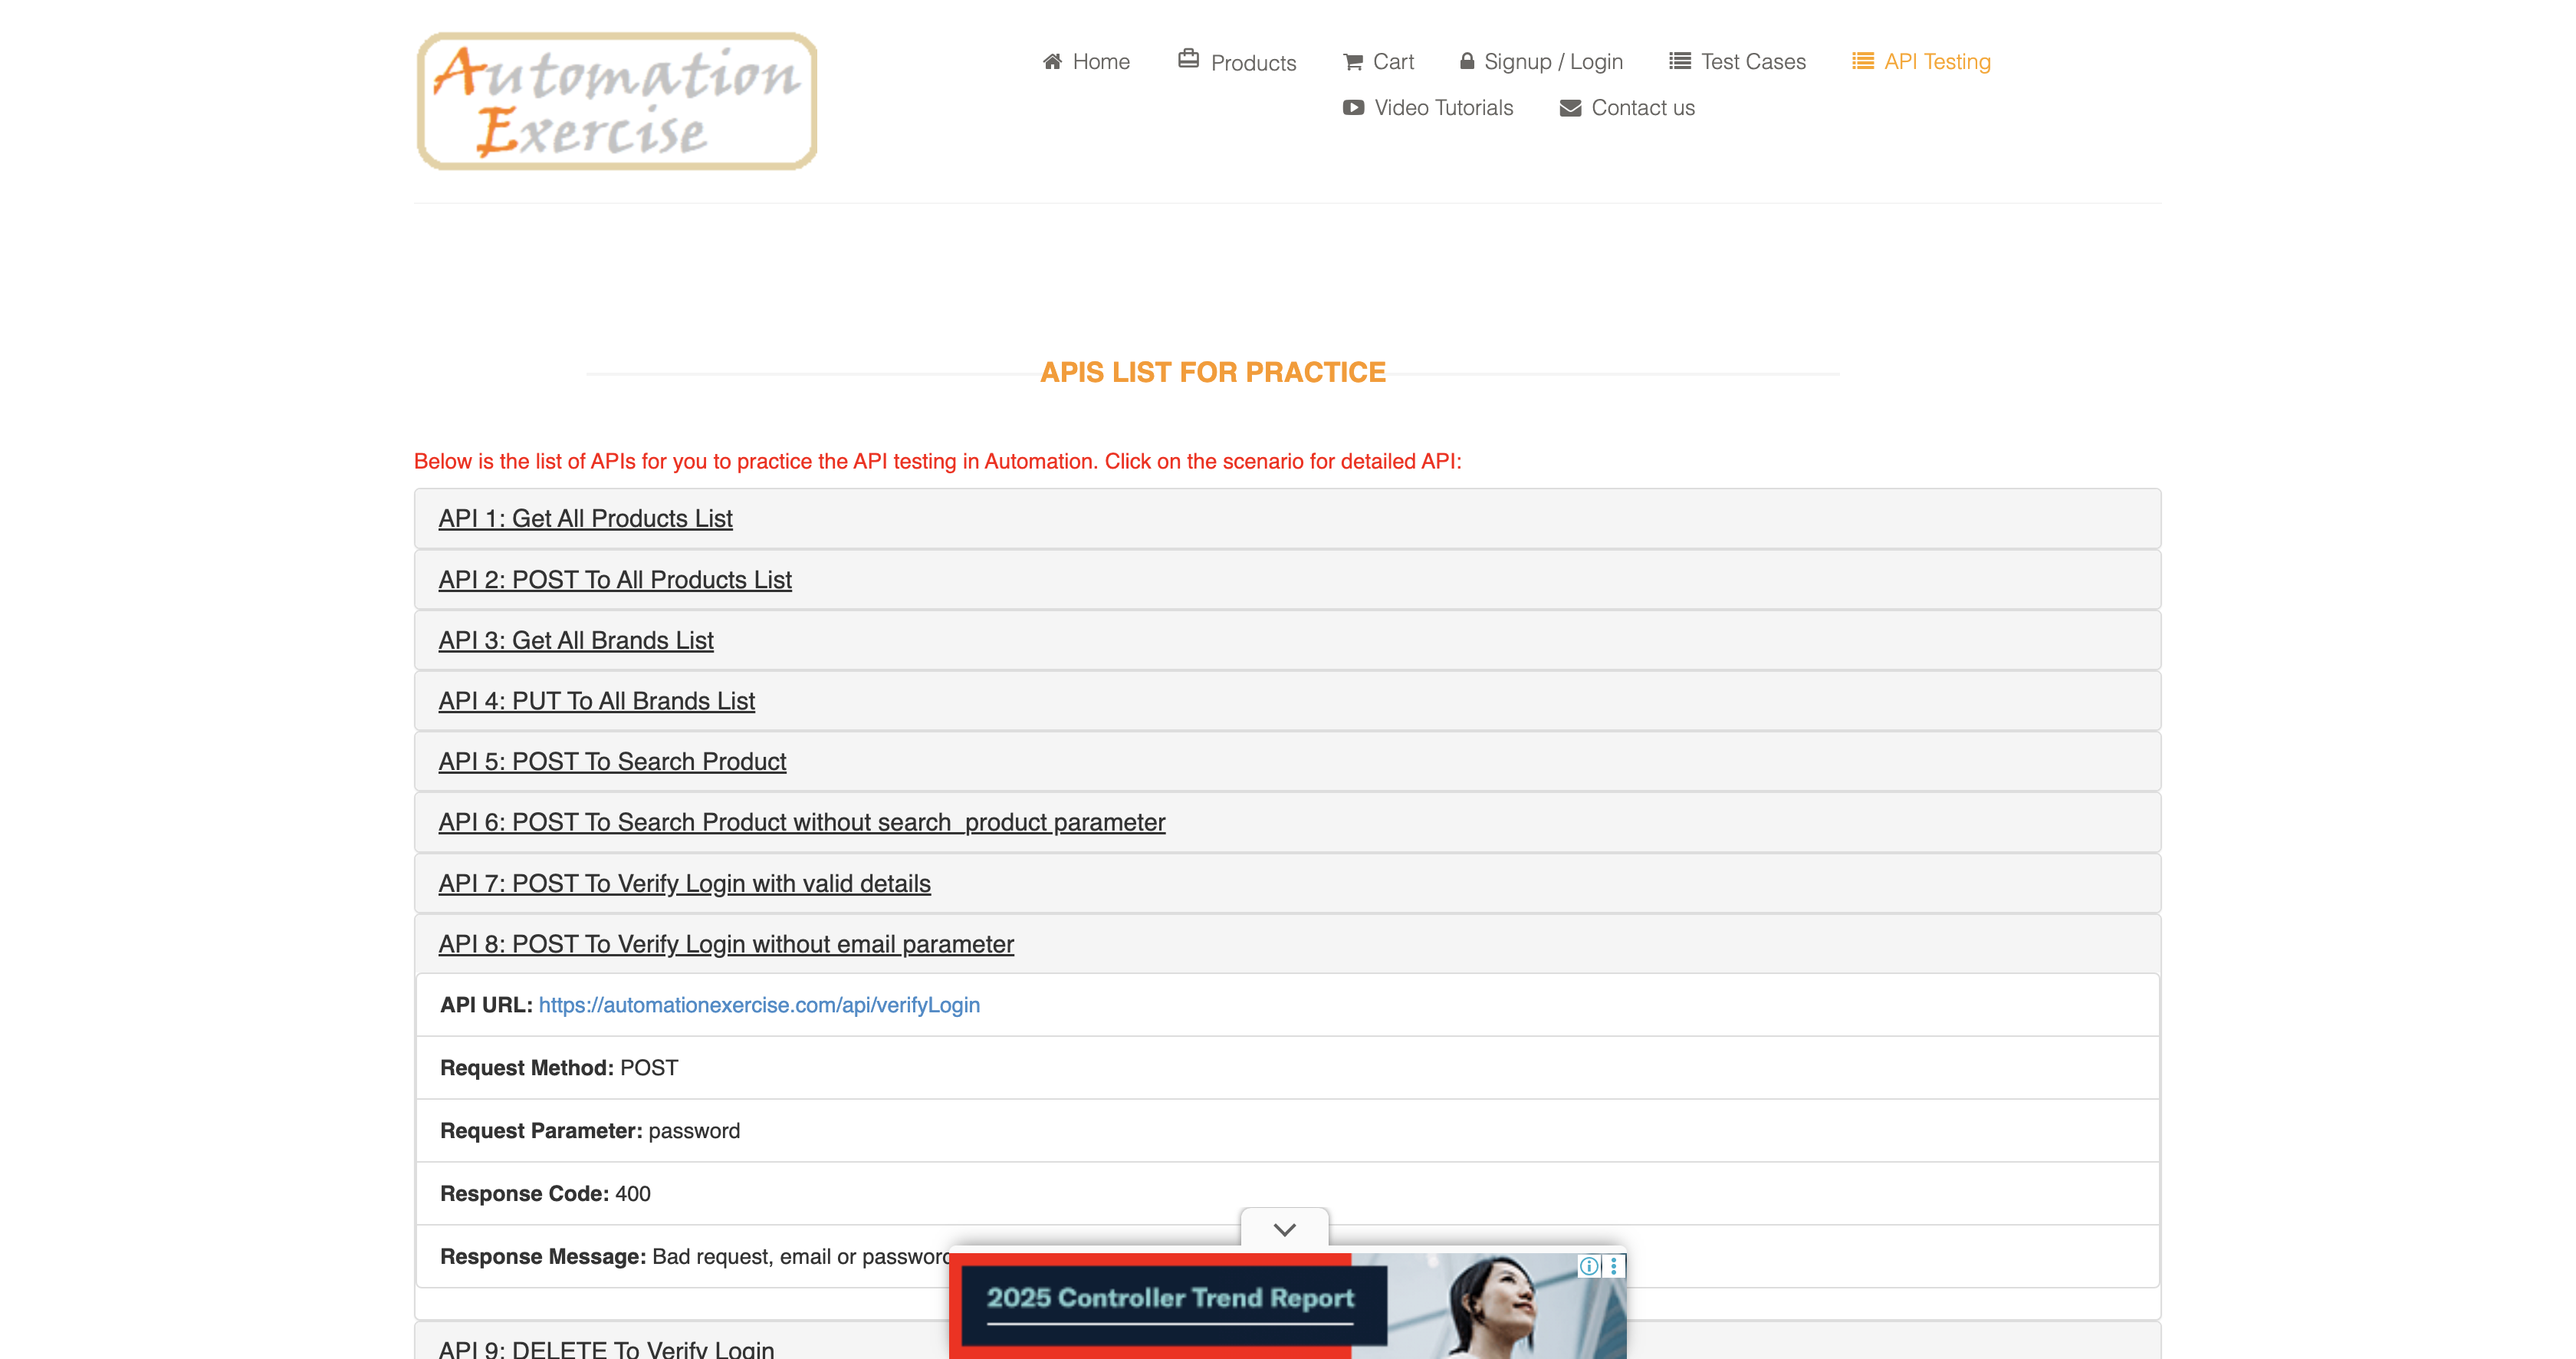 Automation
Exercise
Home
Products
Cart
Signup / Login
Test Cases
API Testing
Video Tutorials
Contact us
APIS LIST FOR PRACTICE
Below is the list of APIs for you to practice the API testing in Automation. Click on the scenario for detailed API:
API 1: Get All Products List
API 2: POST To All Products List
API 3: Get All Brands List
API 4: PUT To All Brands List
API 5: POST To Search Product
API 6: POST To Search Product without search_product parameter
API 7: POST To Verify Login with valid details
API 8: POST To Verify Login without email parameter
API URL: https://automationexercise.com/api/verifyLogin
Request Method: POST
Request Parameter: password
Response Code: 400
Response Message: Bad request, email or password
2025 Controller Trend Report
API 9: DELETE To Verify Login